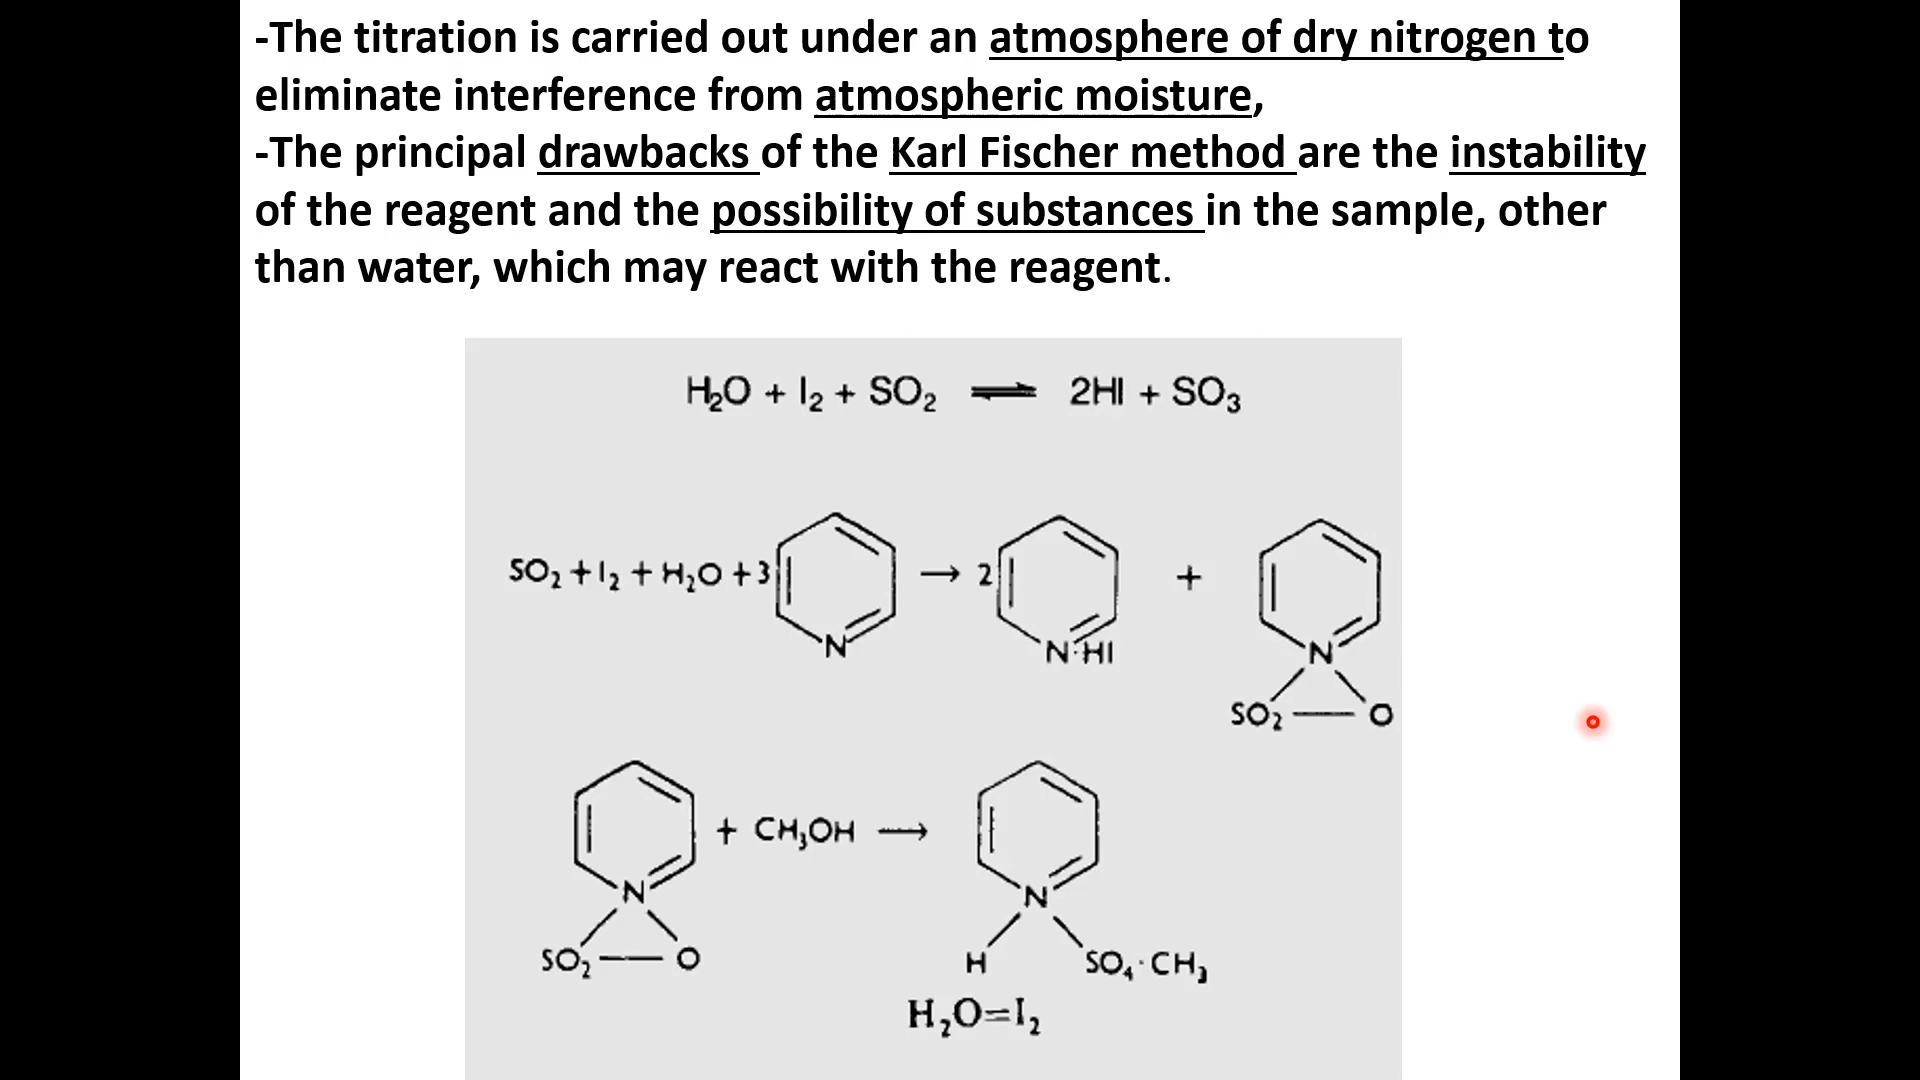 -The titration is carried out under an atmosphere of dry nitrogen to
eliminate interference from atmospheric moisture,
-The principal drawbacks of the Karl Fischer method are the instability
of the reagent and the possibility of substances in the sample, other
than water, which may react with the reagent.
H₂O + I₂ + SO₂ ⇌ 2HI + SO₃
SO₂ + I₂ + H₂O + 3 → 2 +
N N:HI N
SO₂ — O
+ CH₃OH →
N N
SO₂ — O H SO₄·CH₃
H₂O=I₂